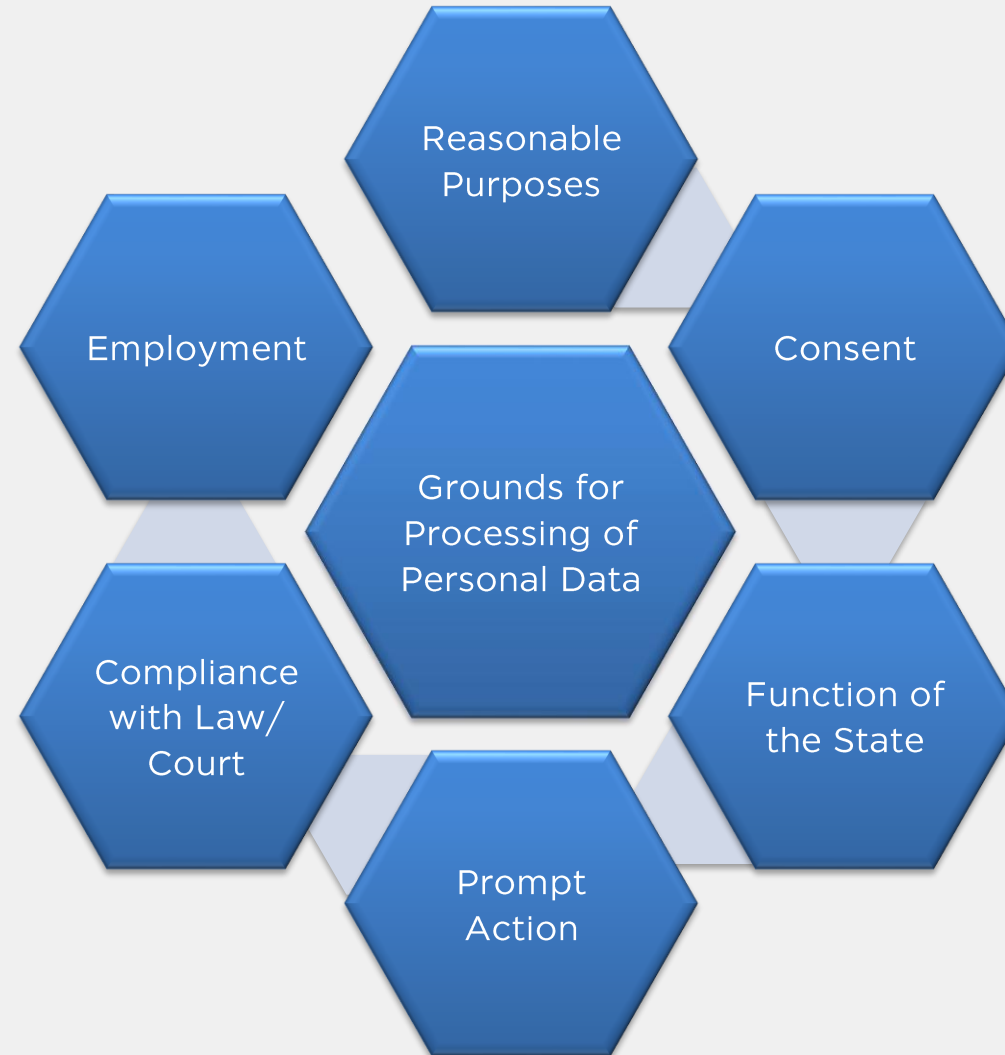 Reasonable
Purposes
Employment
Consent
Grounds for
Processing of
Personal Data
Compliance
with Law/
Court
Function of
the State
Prompt
Action